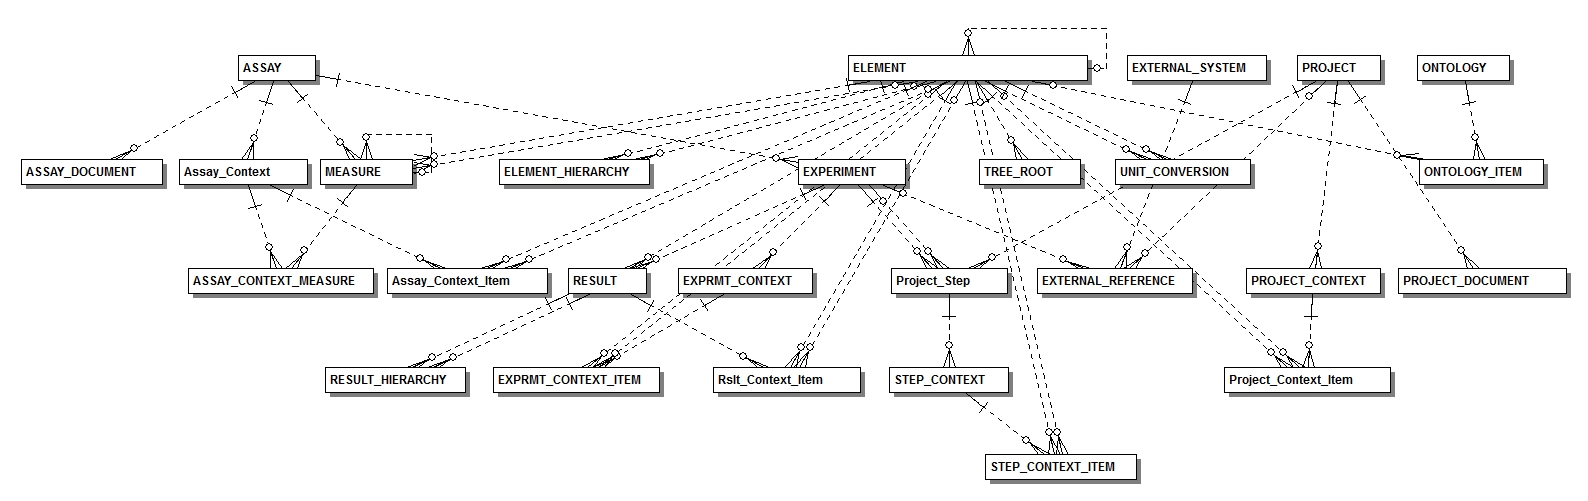 ASSAY
ELEMENT
EXTERNAL_SYSTEM
PROJECT
ONTOLOGY
ASSAY_DOCUMENT
Assay_Context
MEASURE
ELEMENT_HIERARCHY
EXPERIMENT
TREE_ROOT
UNIT_CONVERSION
ONTOLOGY_ITEM
ASSAY_CONTEXT_MEASURE
Assay_Context_Item
RESULT
EXPRMT_CONTEXT
Project_Step
EXTERNAL_REFERENCE
PROJECT_CONTEXT
PROJECT_DOCUMENT
RESULT_HIERARCHY
EXPRMT_CONTEXT_ITEM
Rslt_Context_Item
STEP_CONTEXT
Project_Context_Item
STEP_CONTEXT_ITEM